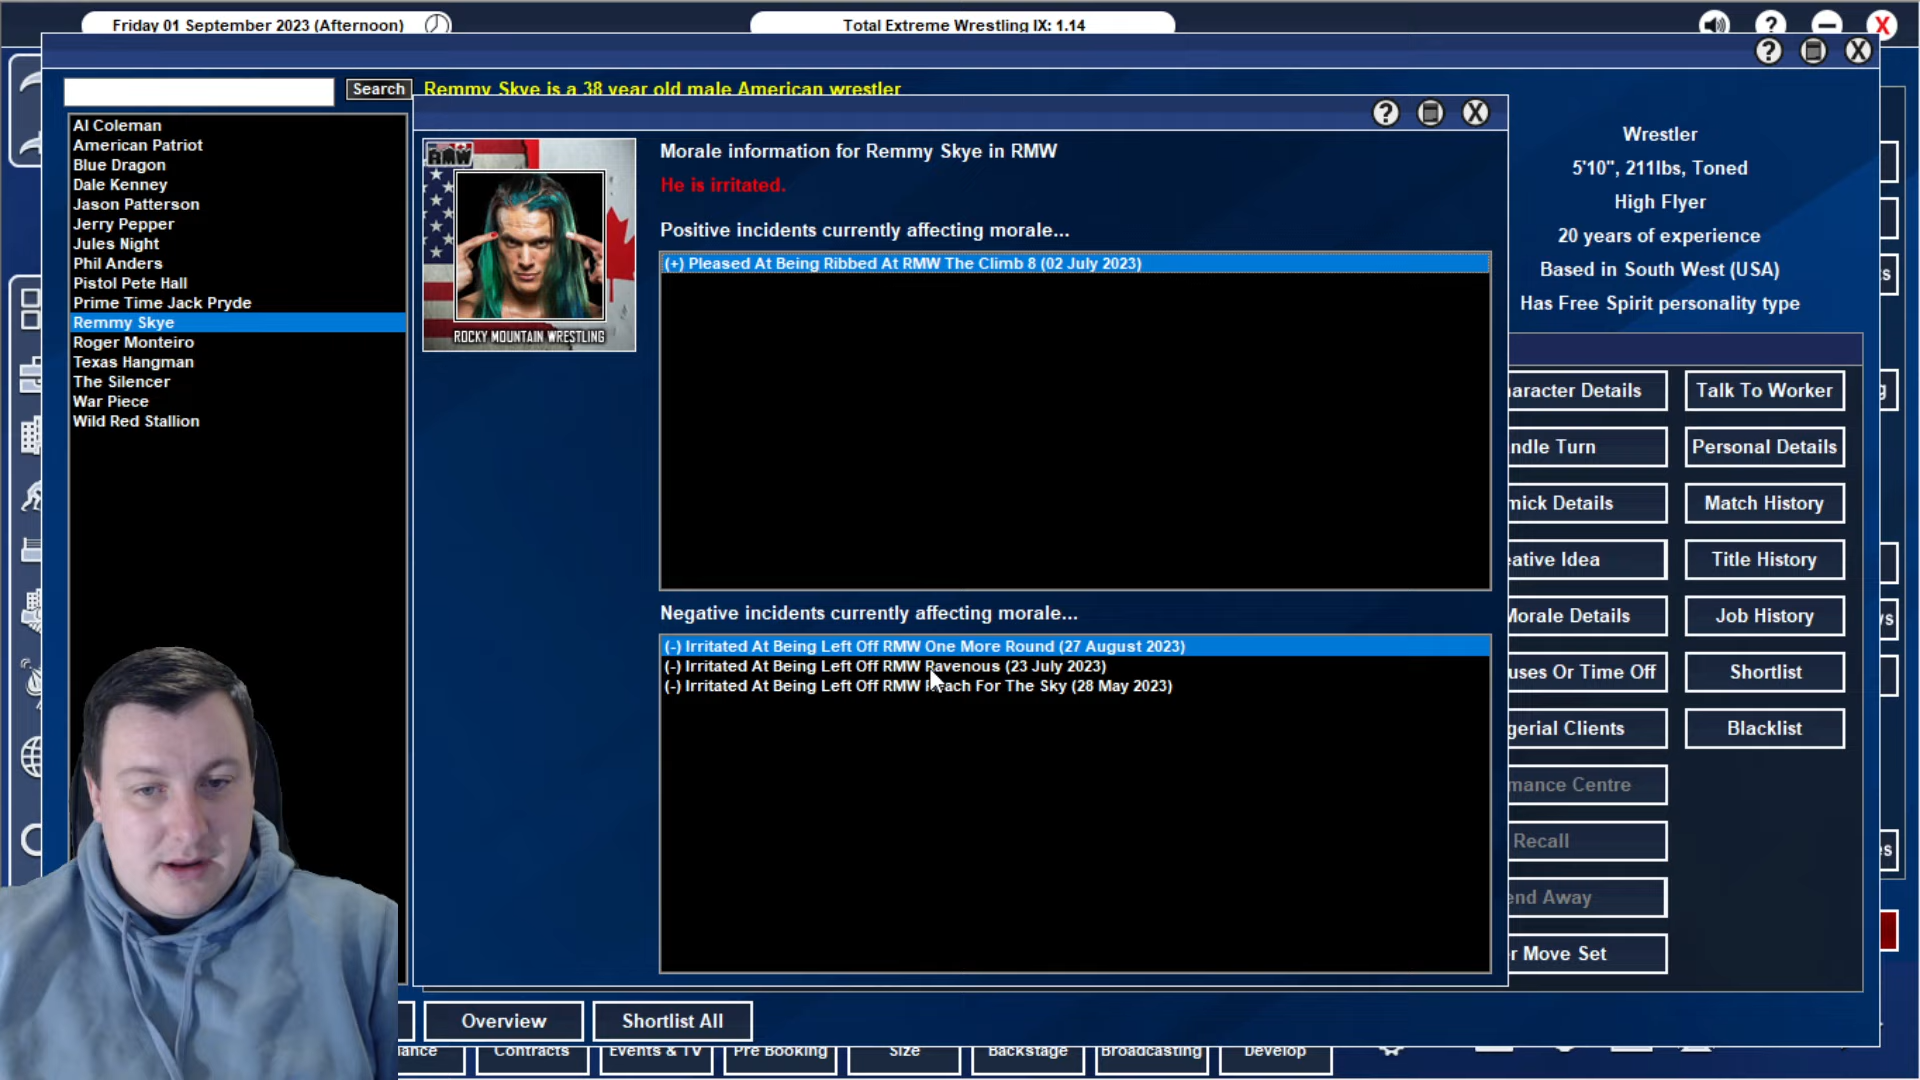 Friday 01 September 2023 (Afternoon)
Total Extreme Wrestling IX: 1.14
Search
Remmy Skye is a 38 year old male American wrestler
Al Coleman
American Patriot
Blue Dragon
Dale Kenney
Jason Patterson
Jerry Pepper
Jules Night
Phil Anders
Pistol Pete Hall
Prime Time Jack Pryde
Remmy Skye
Roger Monteiro
Texas Hangman
The Silencer
War Piece
Wild Red Stallion
RMW
ROCKY MOUNTAIN WRESTLING
Morale information for Remmy Skye in RMW
He is irritated.
Positive incidents currently affecting morale...
(+) Pleased At Being Ribbed At RMW The Climb 8 (02 July 2023)
Negative incidents currently affecting morale...
(-) Irritated At Being Left Off RMW One More Round (27 August 2023)
(-) Irritated At Being Left Off RMW Ravenous (23 July 2023)
(-) Irritated At Being Left Off RMW Reach For The Sky (28 May 2023)
Wrestler
5'10", 211lbs, Toned
High Flyer
20 years of experience
Based in South West (USA)
Has Free Spirit personality type
aracter Details
Talk To Worker
ndle Turn
Personal Details
mick Details
Match History
ative Idea
Title History
Morale Details
Job History
uses Or Time Off
Shortlist
gerial Clients
Blacklist
mance Centre
Recall
end Away
r Move Set
Overview
Shortlist All
ance
Contracts
Events & TV
Pre Booking
Size
Backstage
Broadcasting
Develop